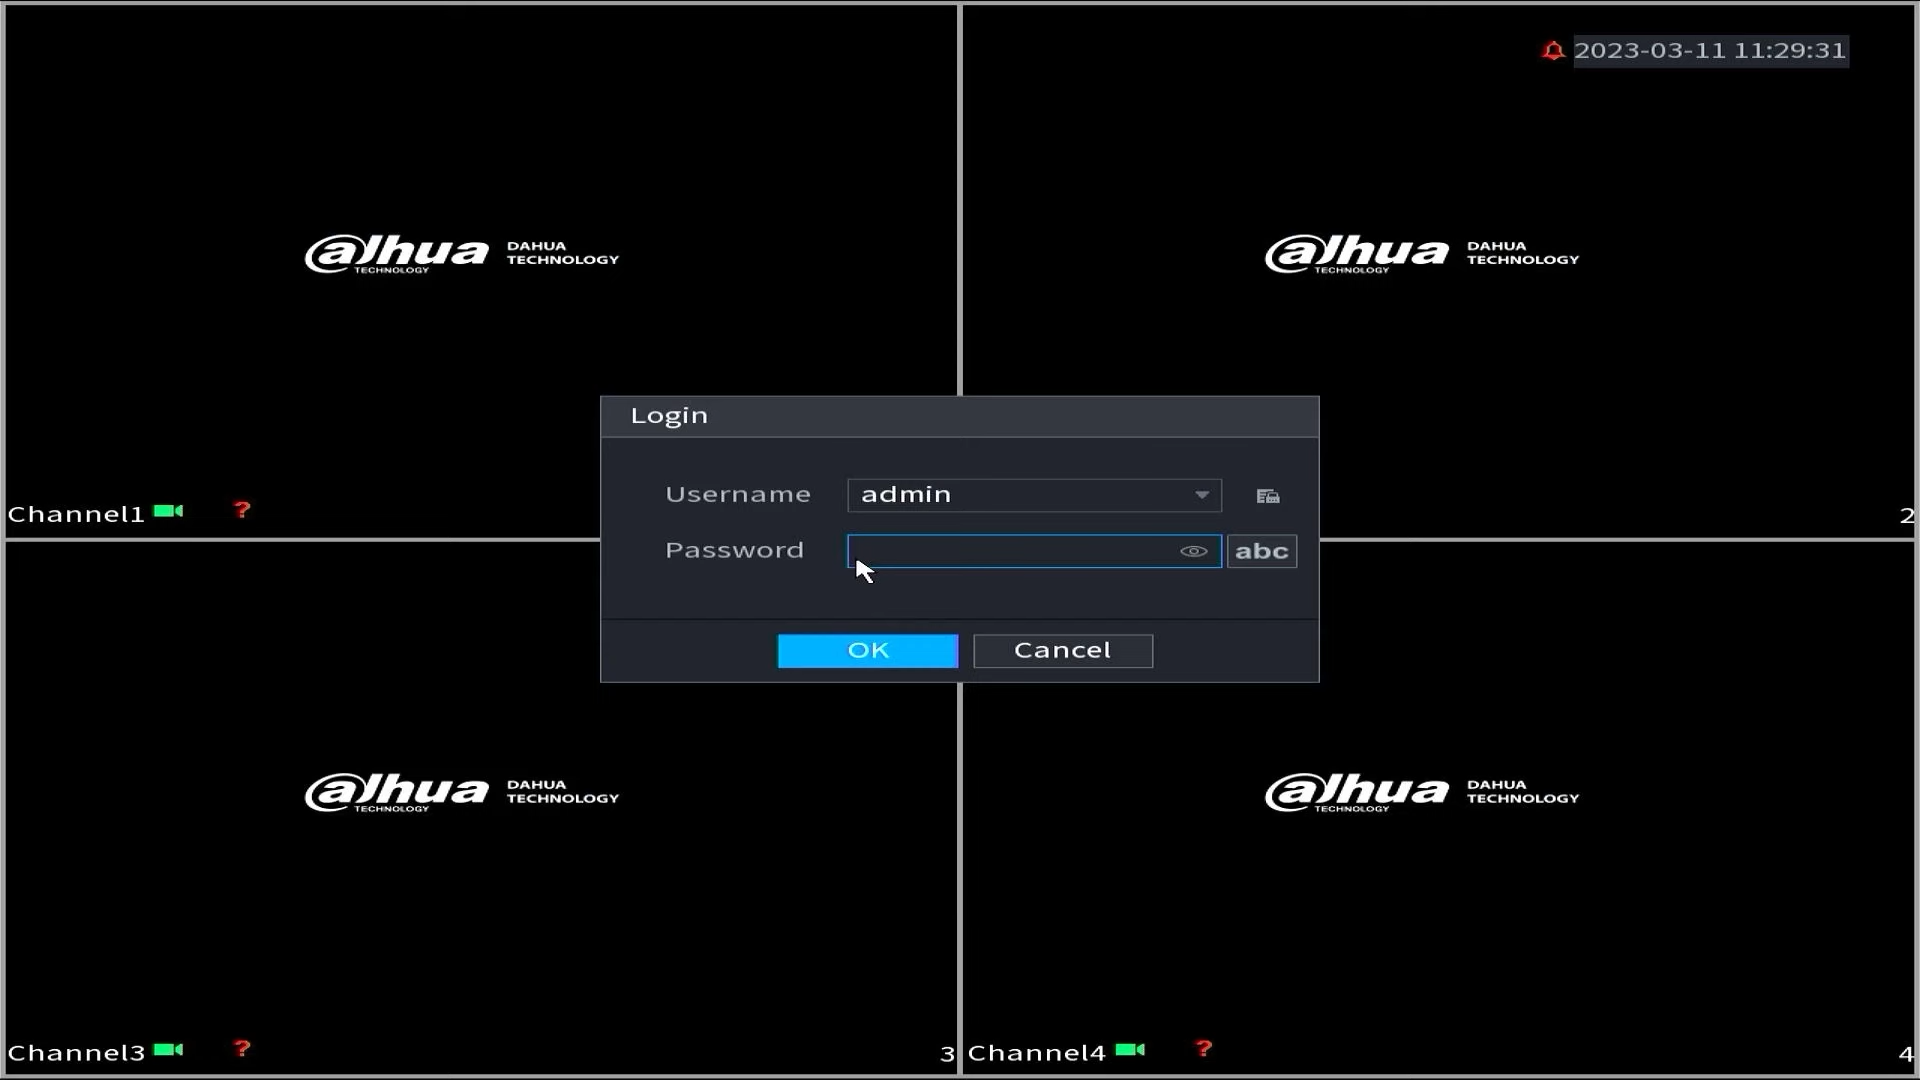 2023-03-11 11:29:31
alhua
TECHNOLOGY
DAHUA
TECHNOLOGY
alhua
TECHNOLOGY
DAHUA
TECHNOLOGY
Channel1 ?
2
Login
Username admin
Password abc
OK Cancel
alhua
TECHNOLOGY
DAHUA
TECHNOLOGY
alhua
TECHNOLOGY
DAHUA
TECHNOLOGY
Channel3 ? 3
Channel4 ? 4